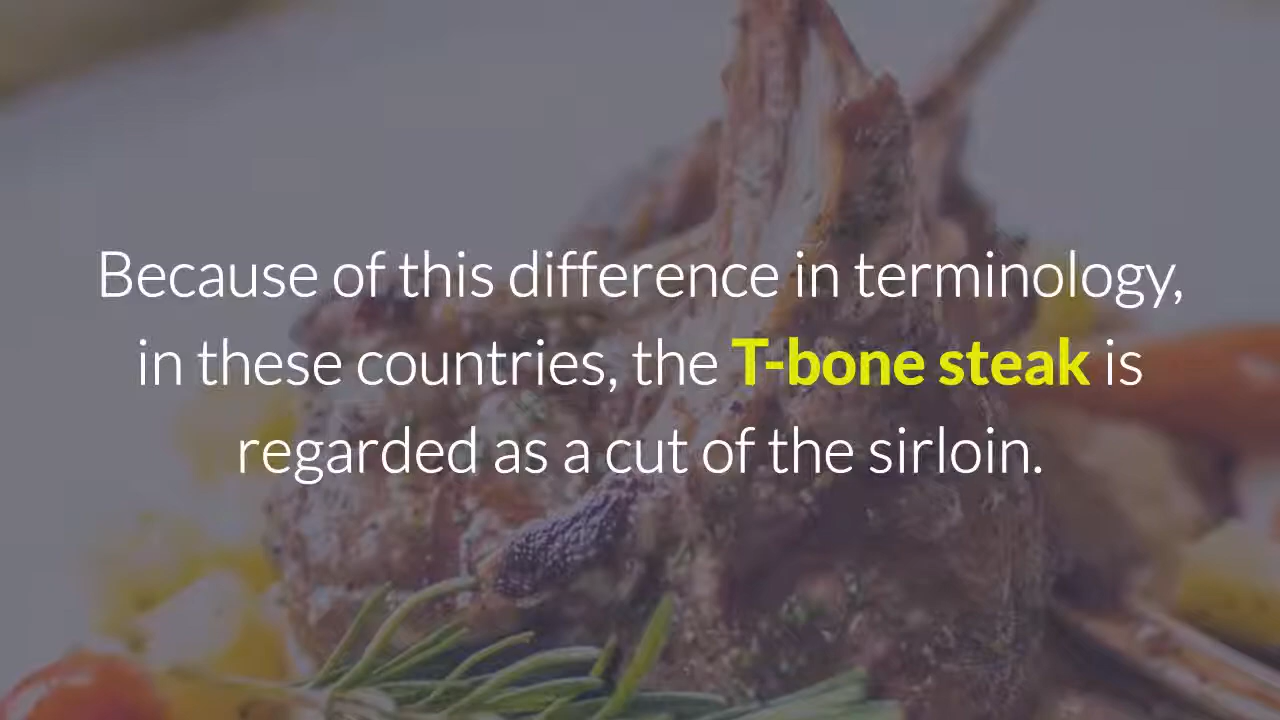 Because of this difference in terminology,
in these countries, the T-bone steak is
regarded as a cut of the sirloin.